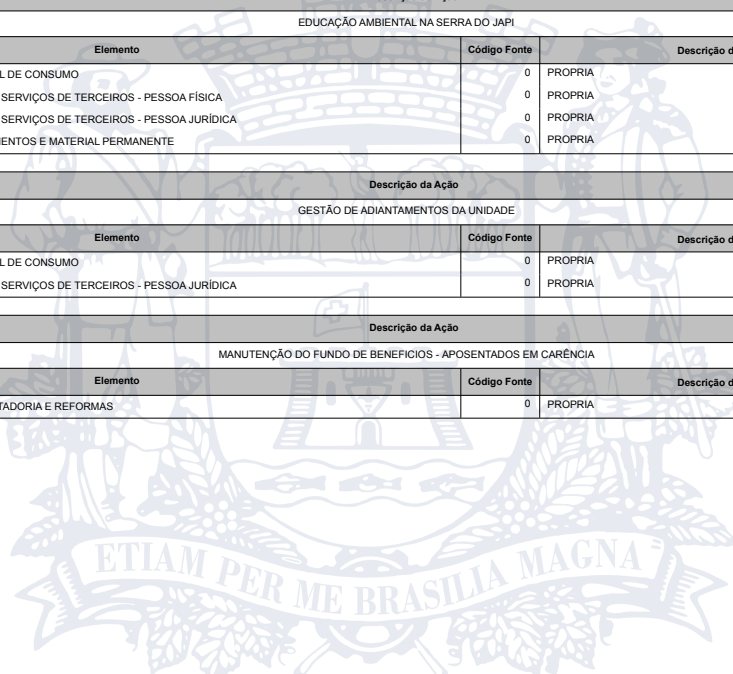 EDUCAÇÃO AMBIENTAL NA SERRA DO JAPI
Elemento Código Fonte Descrição d
L DE CONSUMO 0 PROPRIA
SERVIÇOS DE TERCEIROS - PESSOA FÍSICA 0 PROPRIA
SERVIÇOS DE TERCEIROS - PESSOA JURÍDICA 0 PROPRIA
MENTOS E MATERIAL PERMANENTE 0 PROPRIA
Descrição da Ação
GESTÃO DE ADIANTAMENTOS DA UNIDADE
Elemento Código Fonte Descrição d
L DE CONSUMO 0 PROPRIA
SERVIÇOS DE TERCEIROS - PESSOA JURÍDICA 0 PROPRIA
Descrição da Ação
MANUTENÇÃO DO FUNDO DE BENEFICIOS - APOSENTADOS EM CARÊNCIA
Elemento Código Fonte Descrição d
TADORIA E REFORMAS 0 PROPRIA
ETIAM PER ME BRASILIA MAGNA